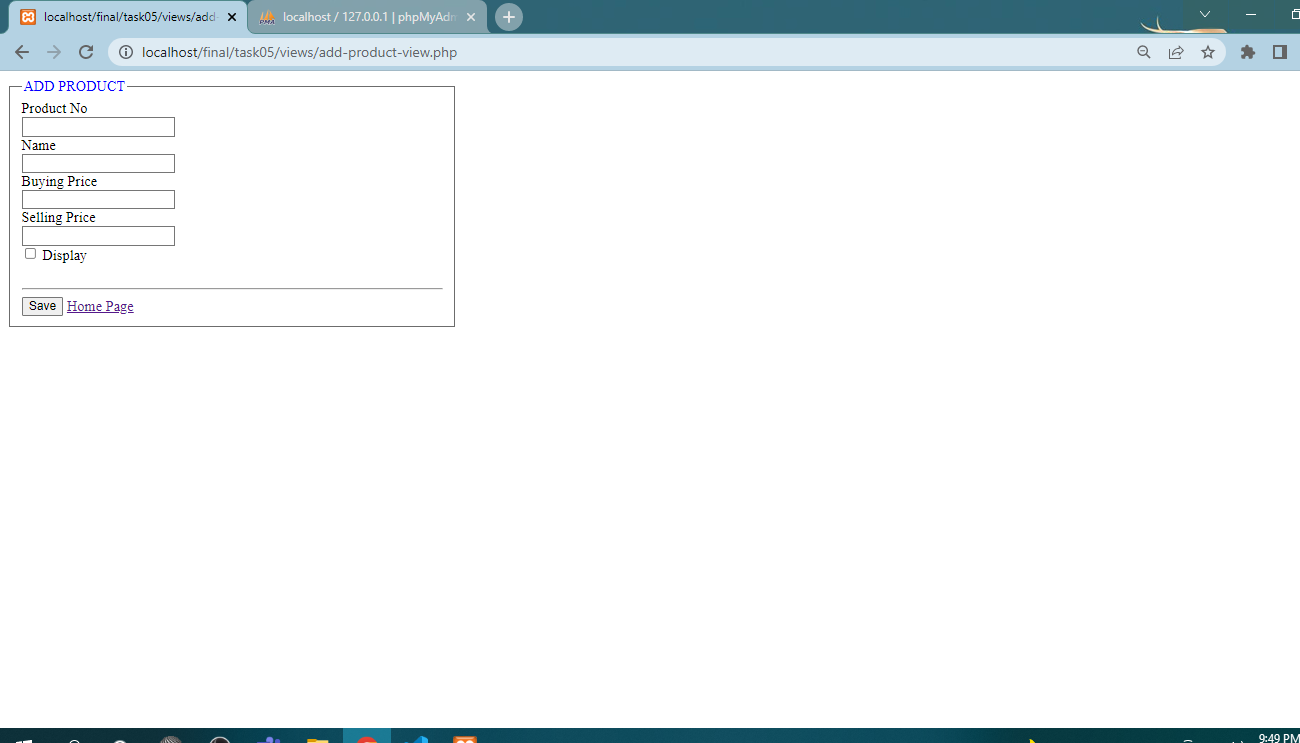 localhost/final/task05/views/add-
localhost / 127.0.0.1 | phpMyAdm
localhost/final/task05/views/add-product-view.php
ADD PRODUCT
Product No
Name
Buying Price
Selling Price
Display
Save Home Page
9:49 PM